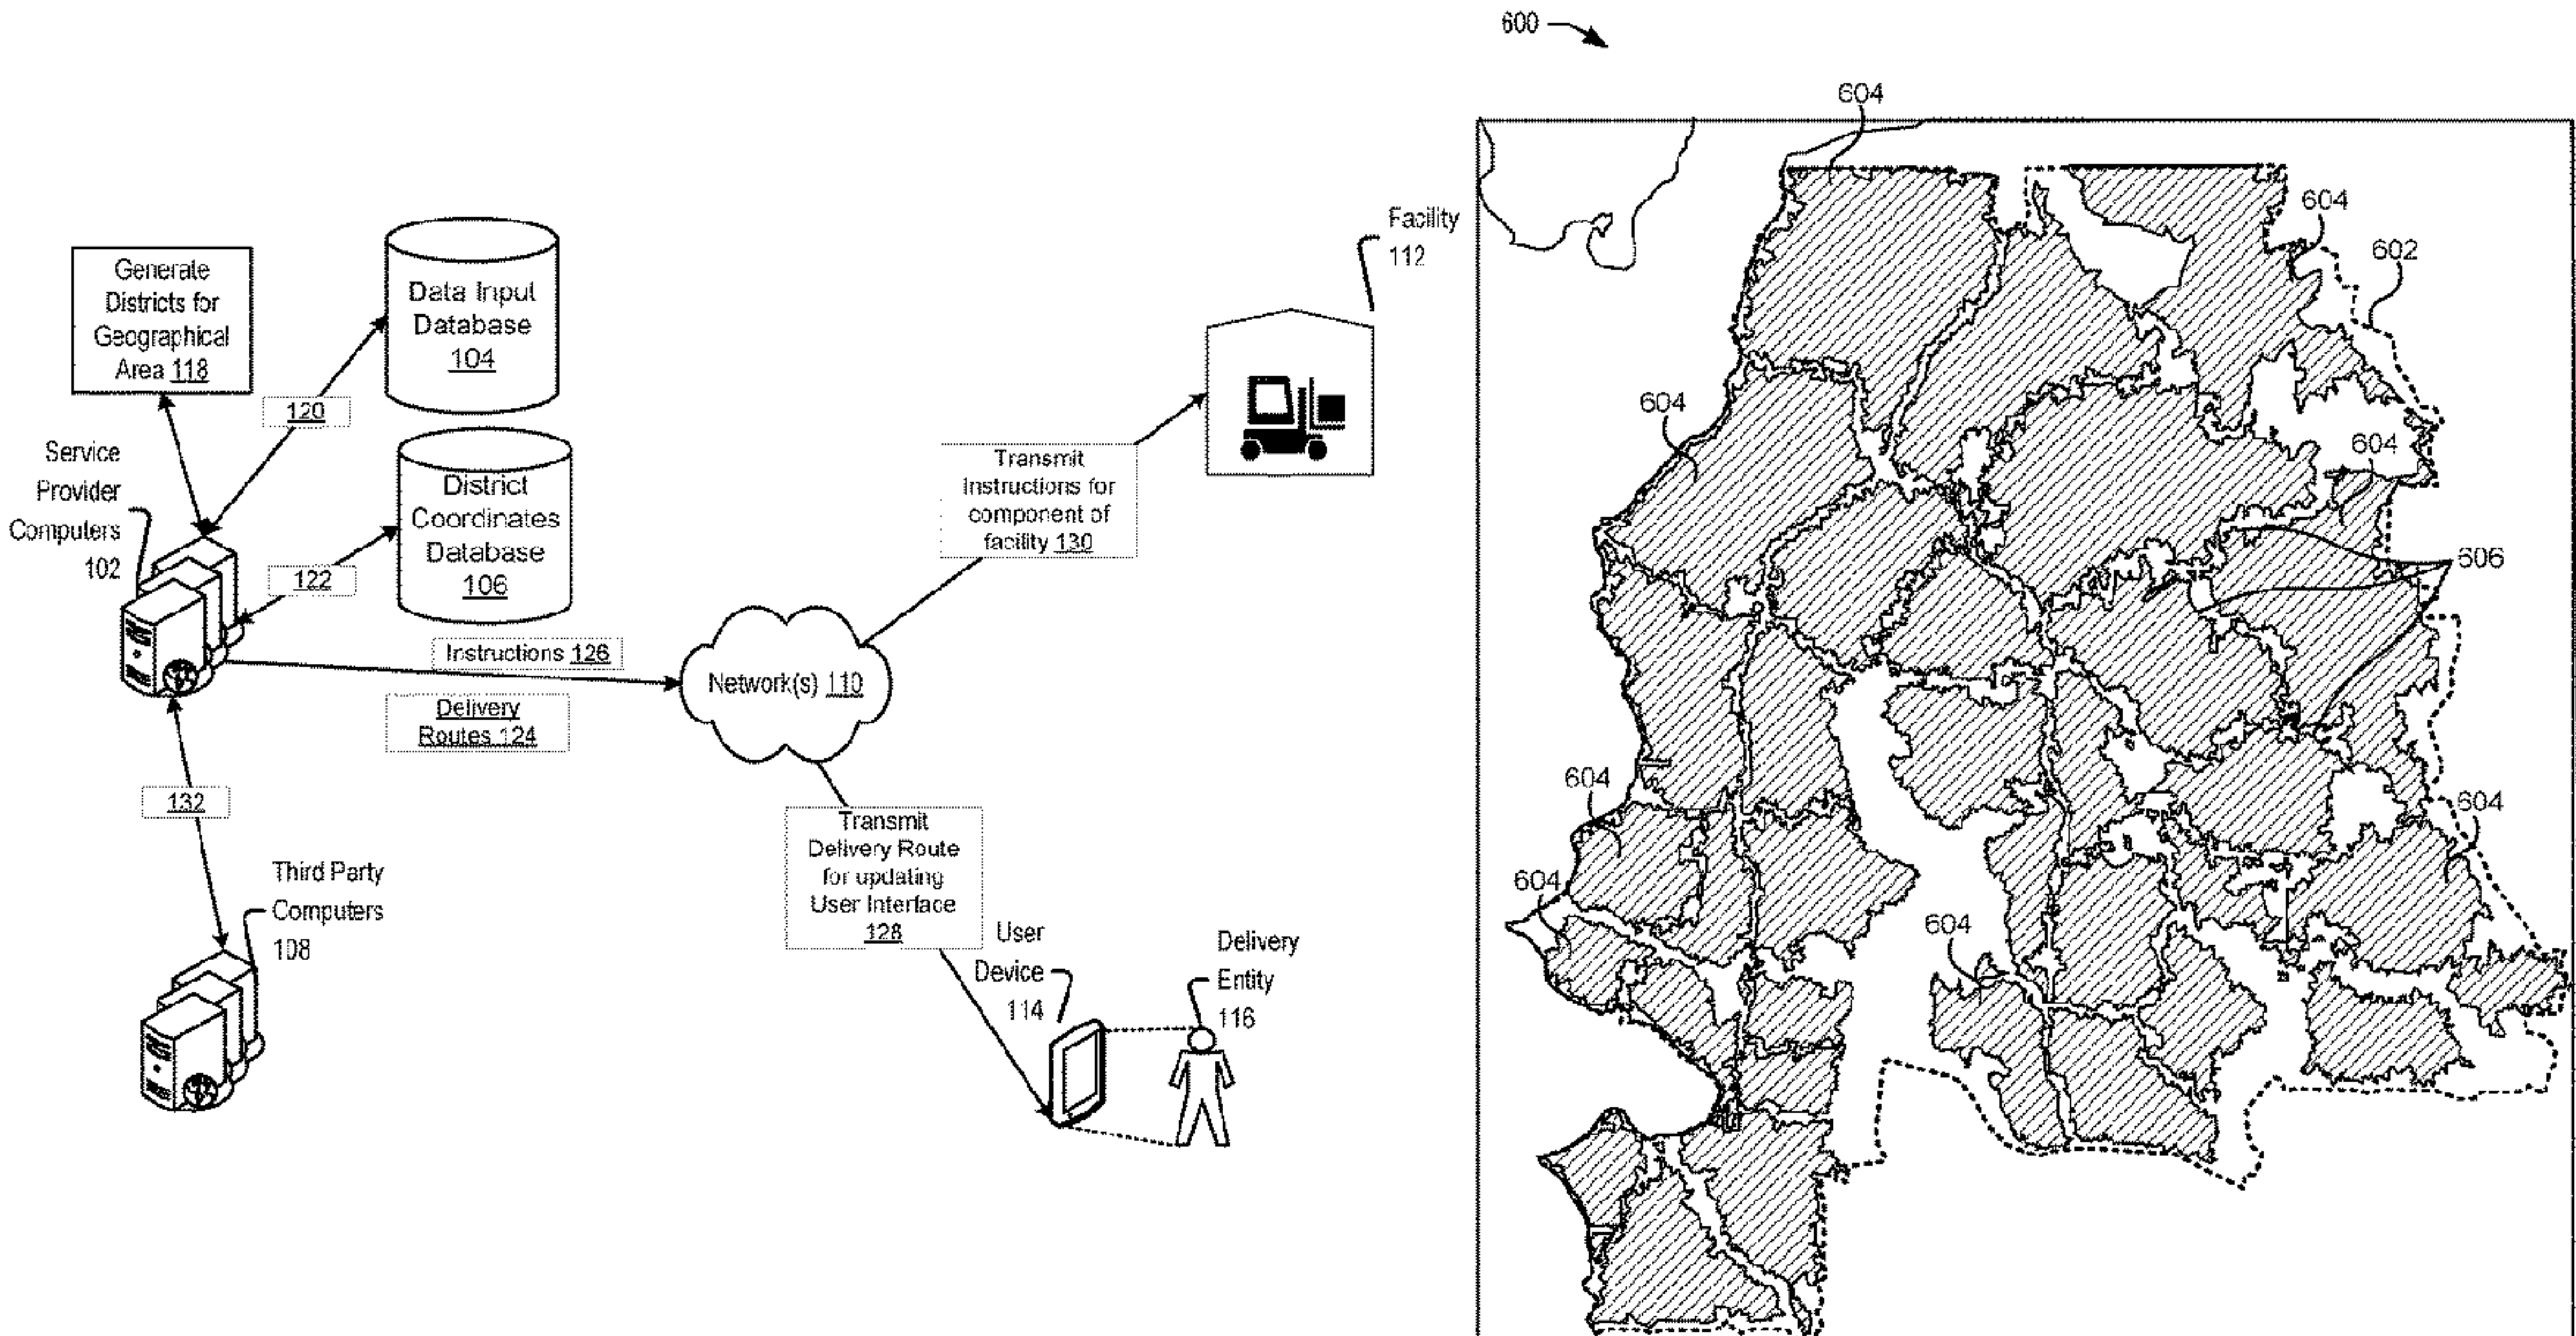 Generate
Districts for
Geographical
Area 118
Data Input
Database
104
120
Service
Provider
Computers
102
District
Coordinates
Database
106
122
Instructions 126
Delivery
Routes 124
Network(s) 110
132
Third Party
Computers
108
Transmit
Instructions for
component of
facility 130
Facility
112
Transmit
Delivery Route
for updating
User Interface
128
User
Device
114
Delivery
Entity
116
600
604
604
602
604
604
606
604
604
604
604